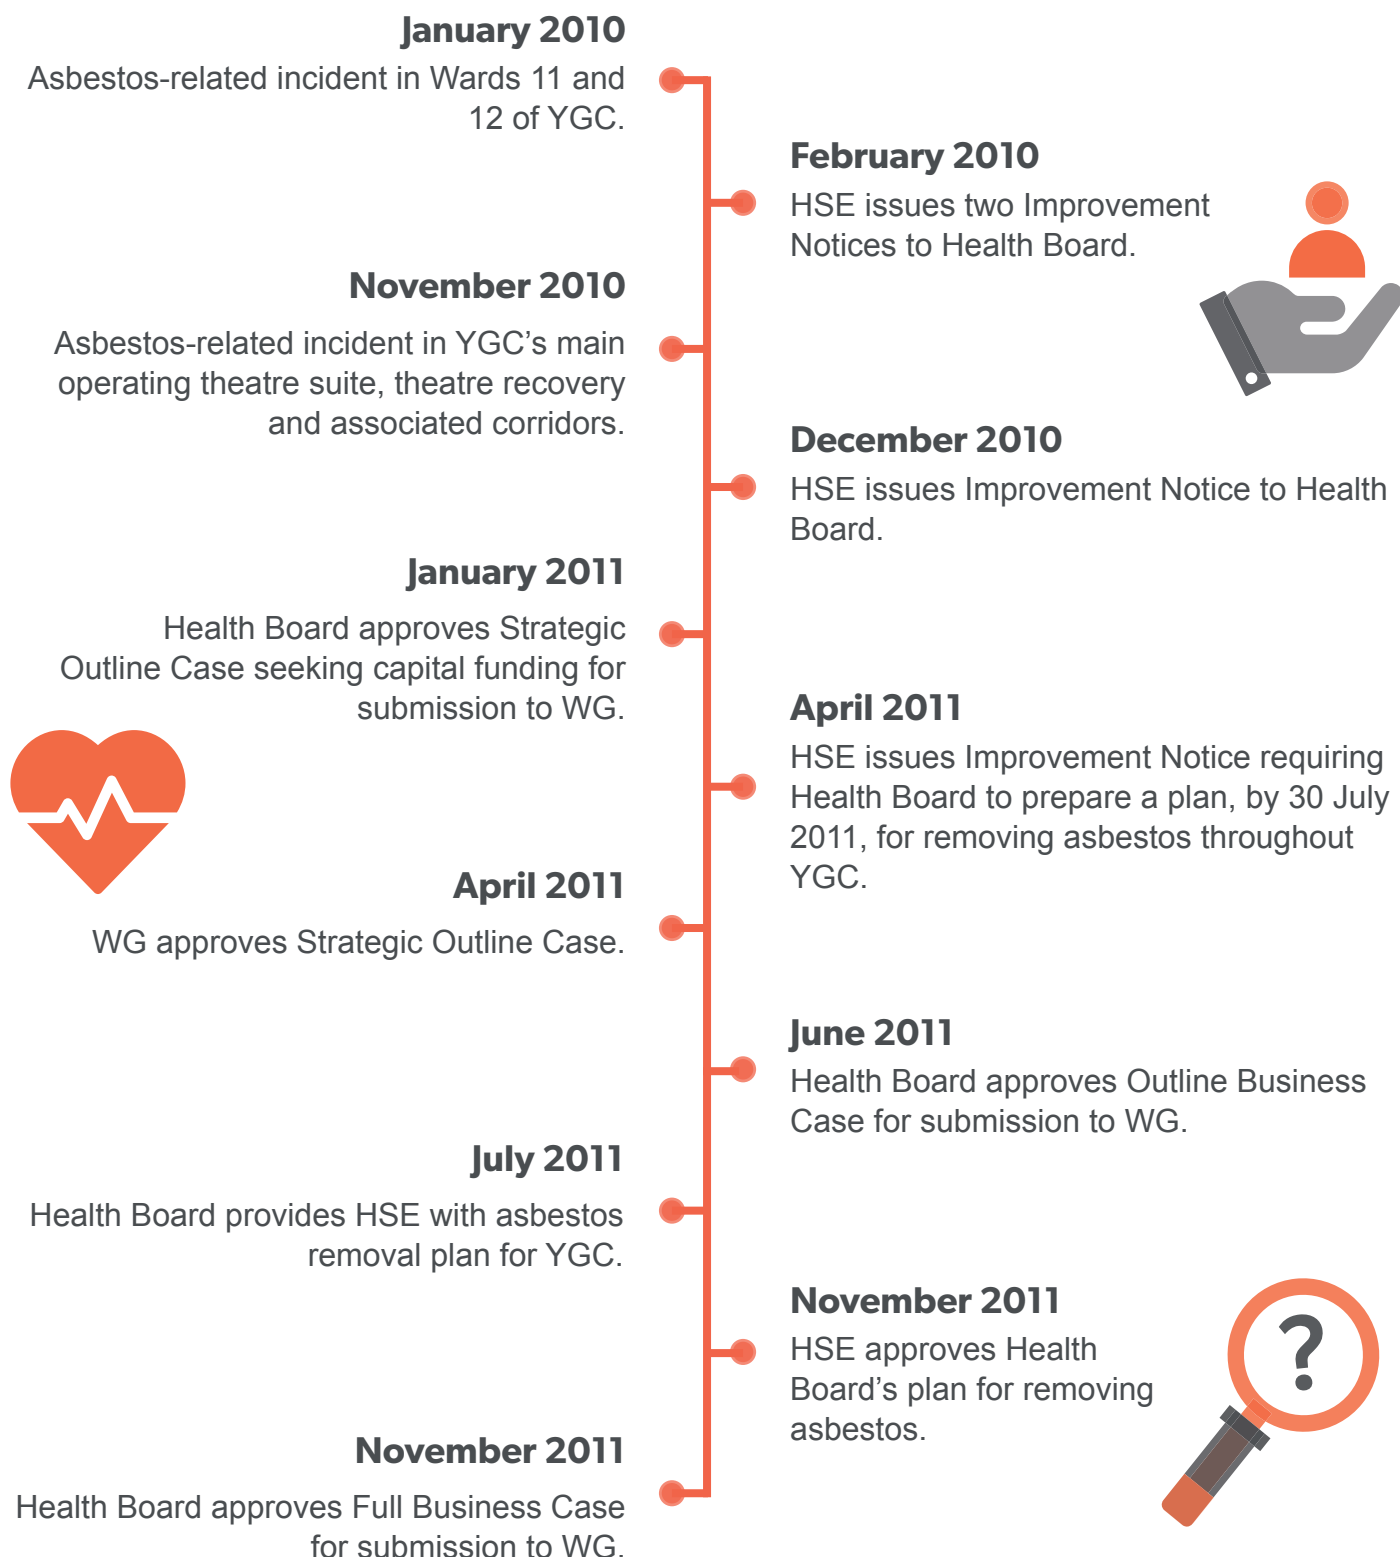 January 2010
Asbestos-related incident in Wards 11 and
12 of YGC.
February 2010
HSE issues two Improvement
Notices to Health Board.
November 2010
Asbestos-related incident in YGC’s main
operating theatre suite, theatre recovery
and associated corridors.
December 2010
HSE issues Improvement Notice to Health
Board.
January 2011
Health Board approves Strategic
Outline Case seeking capital funding for
submission to WG.
April 2011
HSE issues Improvement Notice requiring
Health Board to prepare a plan, by 30 July
2011, for removing asbestos throughout
YGC.
April 2011
WG approves Strategic Outline Case.
June 2011
Health Board approves Outline Business
Case for submission to WG.
July 2011
Health Board provides HSE with asbestos
removal plan for YGC.
November 2011
HSE approves Health
Board’s plan for removing
asbestos.
?
November 2011
Health Board approves Full Business Case
for submission to WG.